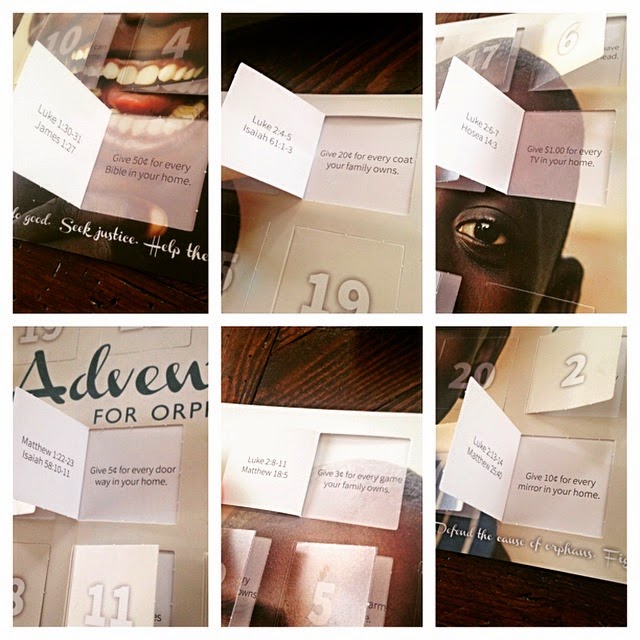 10
4
Luke 1:30-31
James 1:27
Give 50¢ for every
Bible in your home.
do good. Seek justice. Help the
Luke 2:4-5
Isaiah 61:1-3
Give 20¢ for every coat
your family owns.
19
17
6
have
head.
Luke 2:6-7
Hosea 14:3
Give $1.00 for every
TV in your home.
19
Adven
FOR ORP
Matthew 1:22-23
Isaiah 58:10-11
Give 5¢ for every door
way in your home.
11
Luke 2:8-11
Matthew 18:5
Give 3¢ for every game
your family owns.
5
20
2
Luke 2:13-14
Matthew 25:40
Give 10¢ for every
mirror in your home.
Defend the cause of orphans. Fig